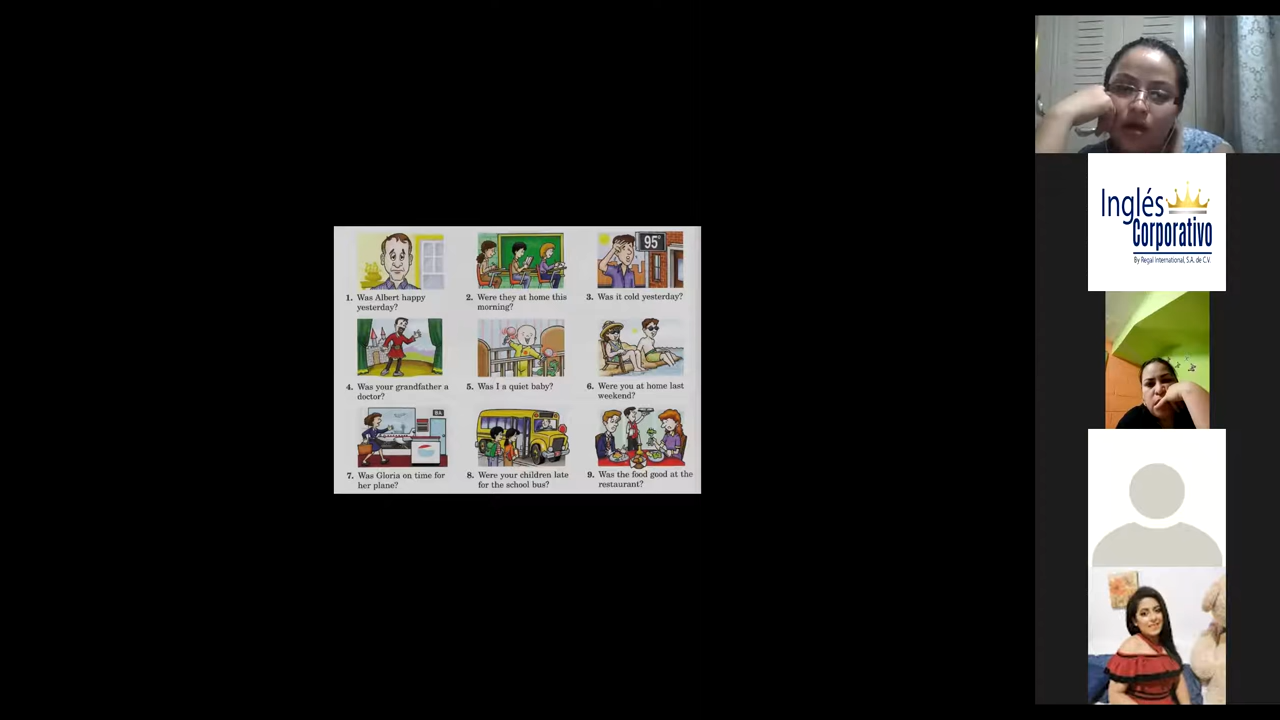 95°
1. Was Albert happy
yesterday?
2. Were they at home this
morning?
3. Was it cold yesterday?
4. Was your grandfather a
doctor?
5. Was I a quiet baby?
6. Were you at home last
weekend?
7. Was Gloria on time for
her plane?
8. Were your children late
for the school bus?
9. Was the food good at the
restaurant?
Inglés
Corporativo
By Regal International, S.A. de C.V.